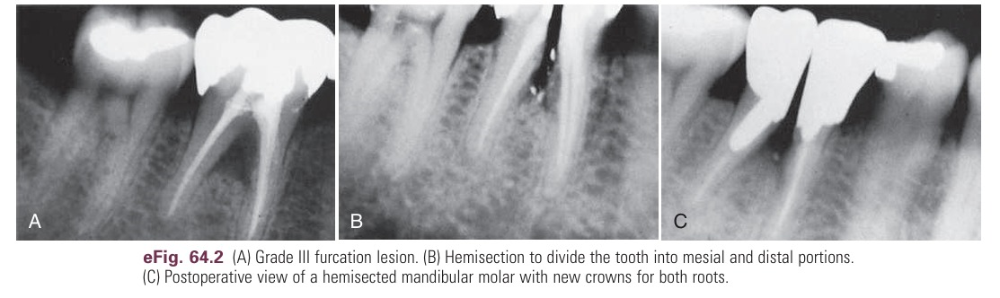 A
B
C
eFig. 64.2 (A) Grade III furcation lesion. (B) Hemisection to divide the tooth into mesial and distal portions.
(C) Postoperative view of a hemisected mandibular molar with new crowns for both roots.